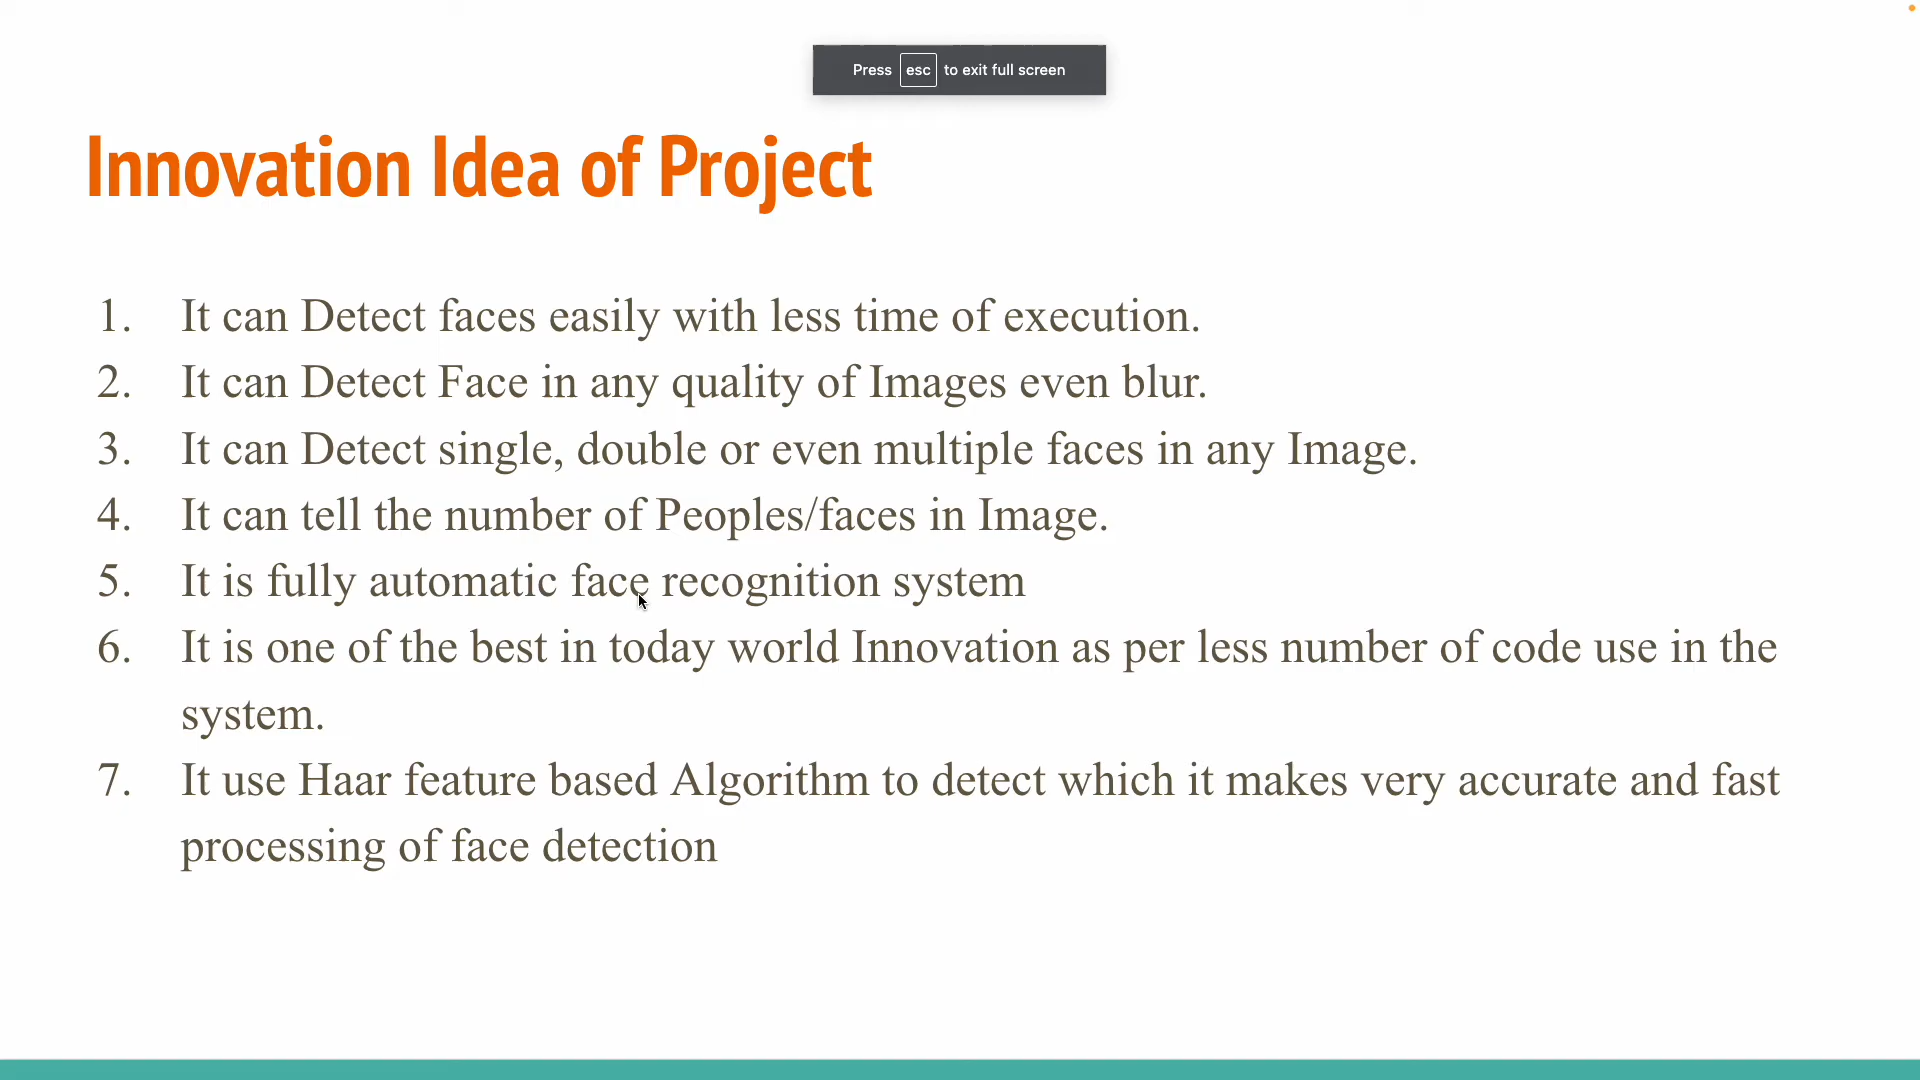 Press esc to exit full screen
Innovation Idea of Project
1. It can Detect faces easily with less time of execution.
2. It can Detect Face in any quality of Images even blur.
3. It can Detect single, double or even multiple faces in any Image.
4. It can tell the number of Peoples/faces in Image.
5. It is fully automatic face recognition system
6. It is one of the best in today world Innovation as per less number of code use in the
system.
7. It use Haar feature based Algorithm to detect which it makes very accurate and fast
processing of face detection